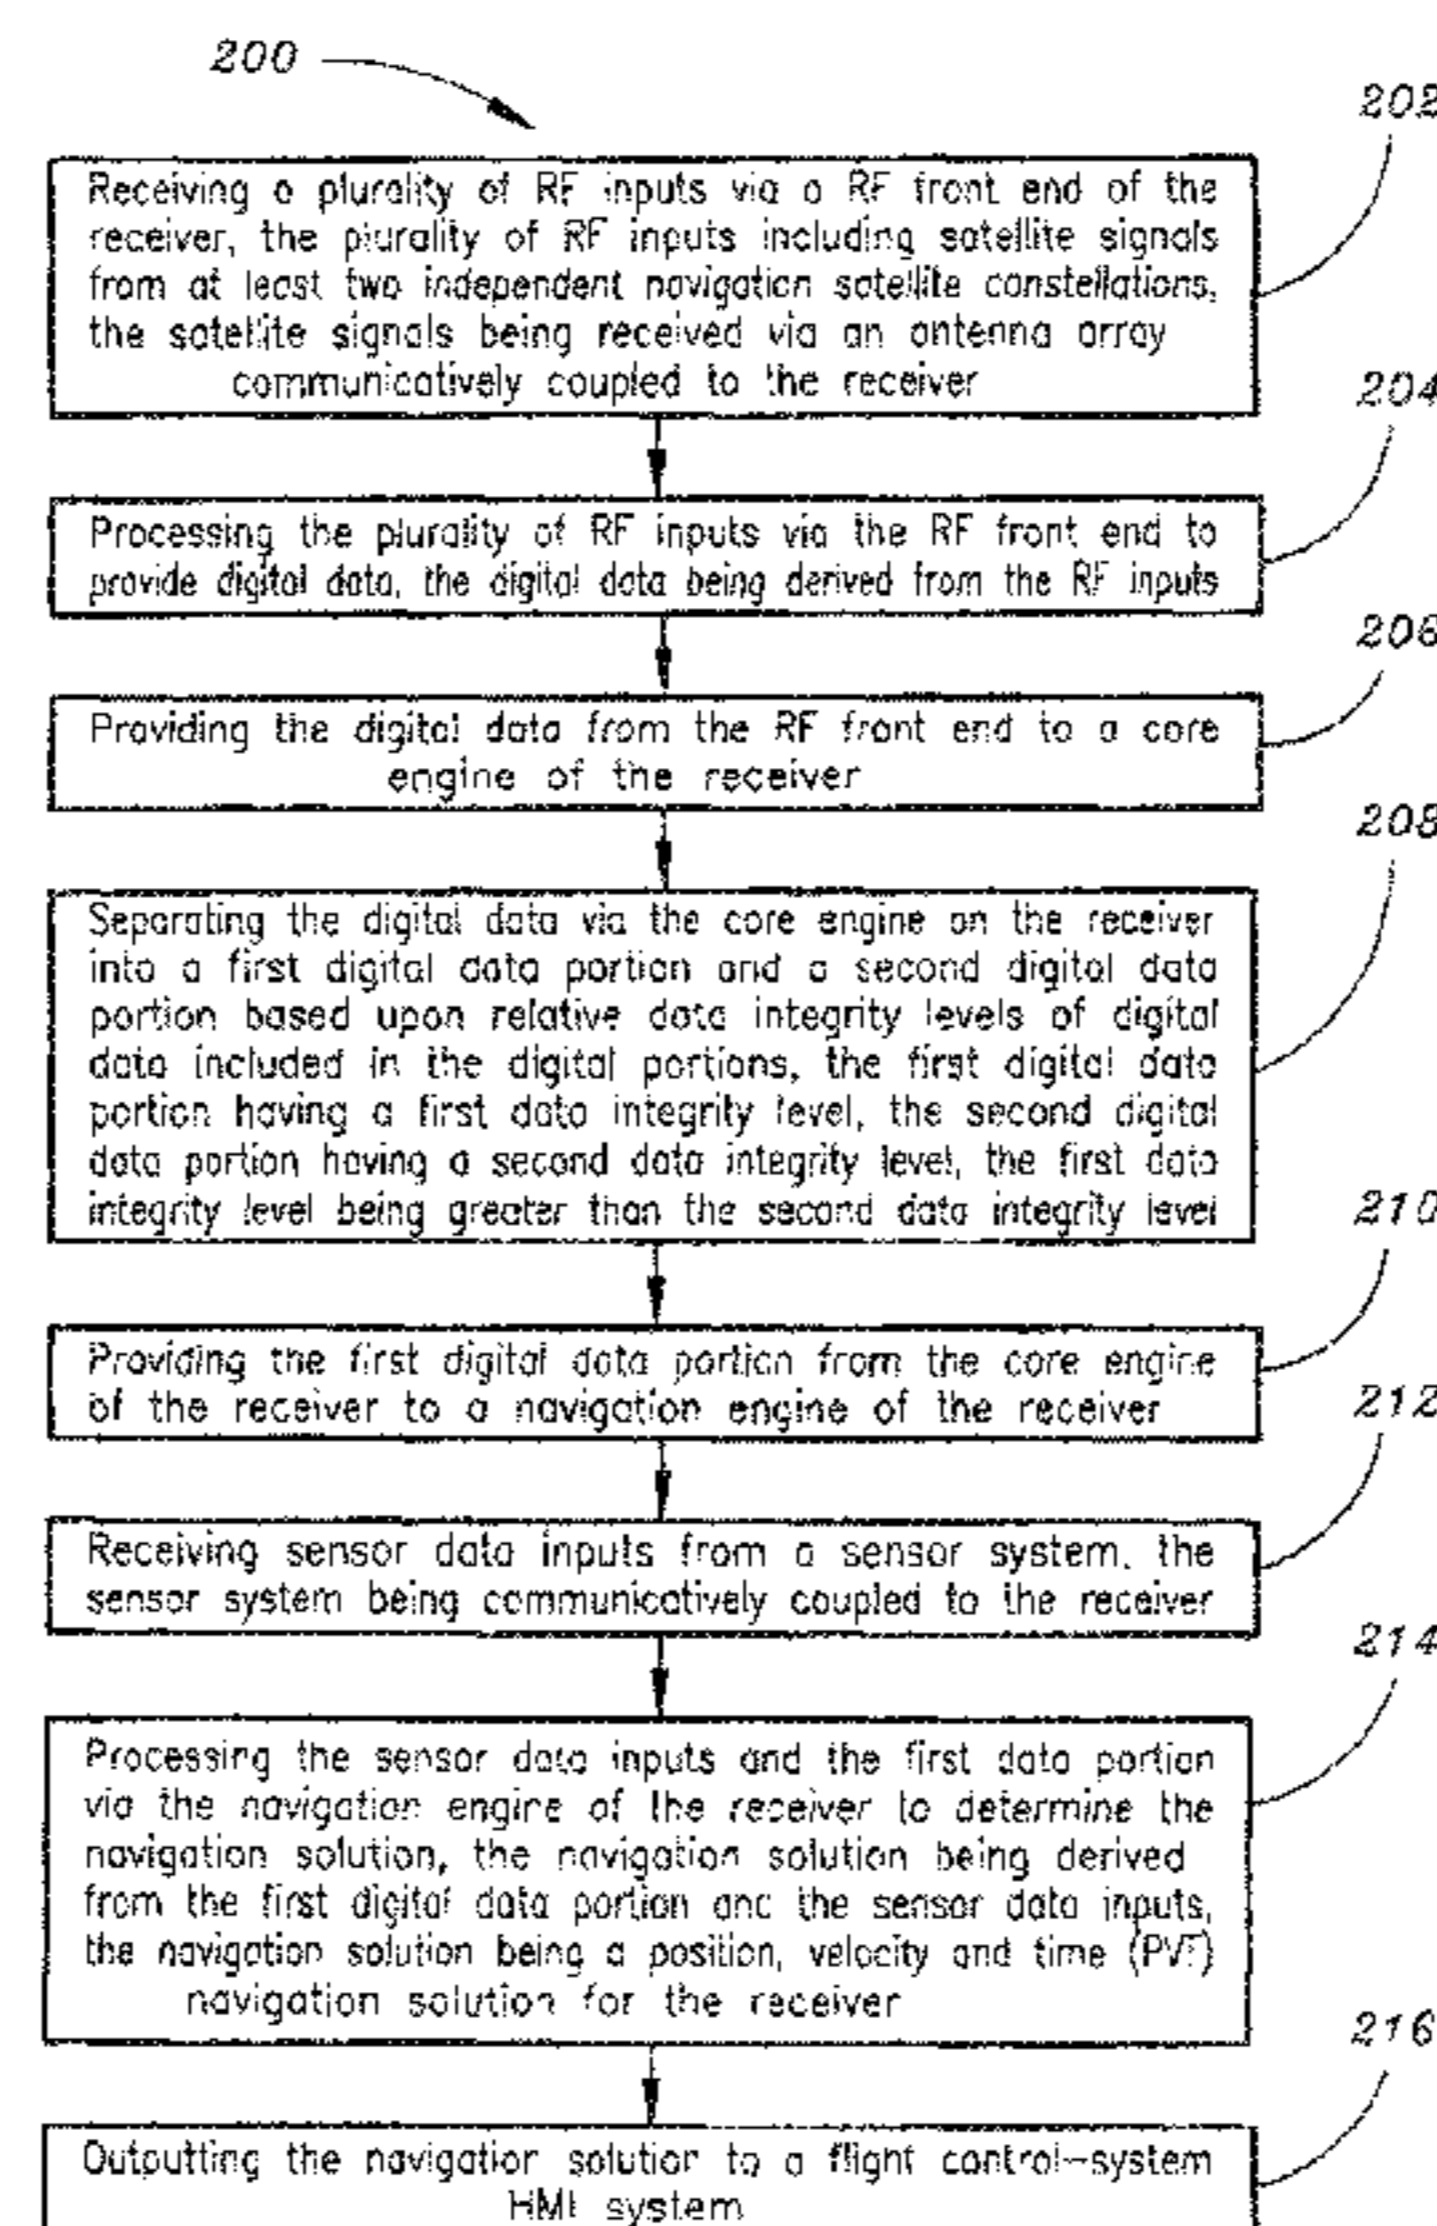 200
202
Receiving a plurality of RF inputs via a RF front end of the
receiver, the plurality of RF inputs including satellite signals
from at least two independent navigation satellite constellations,
the satellite signals being received via an antenna array
communicatively coupled to the receiver
204
Processing the plurality of RF inputs via the RF front end to
provide digital data, the digital data being derived from the RF inputs
206
Providing the digital data from the RF front end to a core
engine of the receiver
208
Separating the digital data via the core engine on the receiver
into a first digital data portion and a second digital data
portion based upon relative data integrity levels of digital
data included in the digital portions, the first digital data
portion having a first data integrity level, the second digital
data portion having a second data integrity level, the first data
integrity level being greater than the second data integrity level
210
Providing the first digital data portion from the core engine
of the receiver to a navigation engine of the receiver
212
Receiving sensor data inputs from a sensor system, the
sensor system being communicatively coupled to the receiver
214
Processing the sensor data inputs and the first data portion
via the navigation engine of the receiver to determine the
navigation solution, the navigation solution being derived
from the first digital data portion and the sensor data inputs,
the navigation solution being a position, velocity and time (PVT)
navigation solution for the receiver
216
Outputting the navigation solution to a flight control-system
HMI system